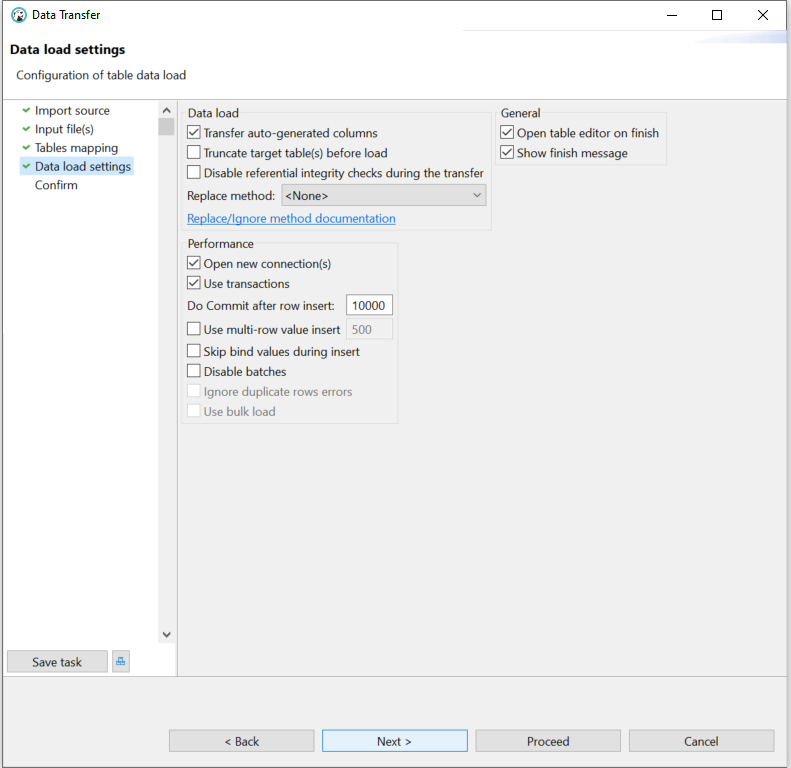 Data Transfer
Data load settings
Configuration of table data load
Import source
Input file(s)
Tables mapping
Data load settings
Confirm
Save task
Data load
Transfer auto-generated columns
Truncate target table(s) before load
Disable referential integrity checks during the transfer
Replace method: <None>
Replace/Ignore method documentation
General
Open table editor on finish
Show finish message
Performance
Open new connection(s)
Use transactions
Do Commit after row insert: 10000
Use multi-row value insert 500
Skip bind values during insert
Disable batches
Ignore duplicate rows errors
Use bulk load
< Back
Next >
Proceed
Cancel